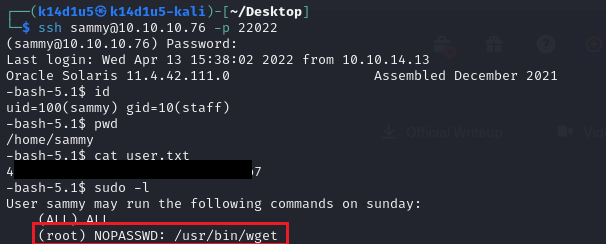 ┌──(k14d1u5㉿k14d1u5-kali)-[~/Desktop]
└─$ ssh sammy@10.10.10.76 -p 22022
(sammy@10.10.10.76) Password:
Last login: Wed Apr 13 15:38:02 2022 from 10.10.14.13
Oracle Solaris 11.4.42.111.0 Assembled December 2021
-bash-5.1$ id
uid=100(sammy) gid=10(staff)
-bash-5.1$ pwd
/home/sammy
Official Writeup
-bash-5.1$ cat user.txt
4 7
-bash-5.1$ sudo -l
User sammy may run the following commands on sunday:
(ALL) ALL
(root) NOPASSWD: /usr/bin/wget